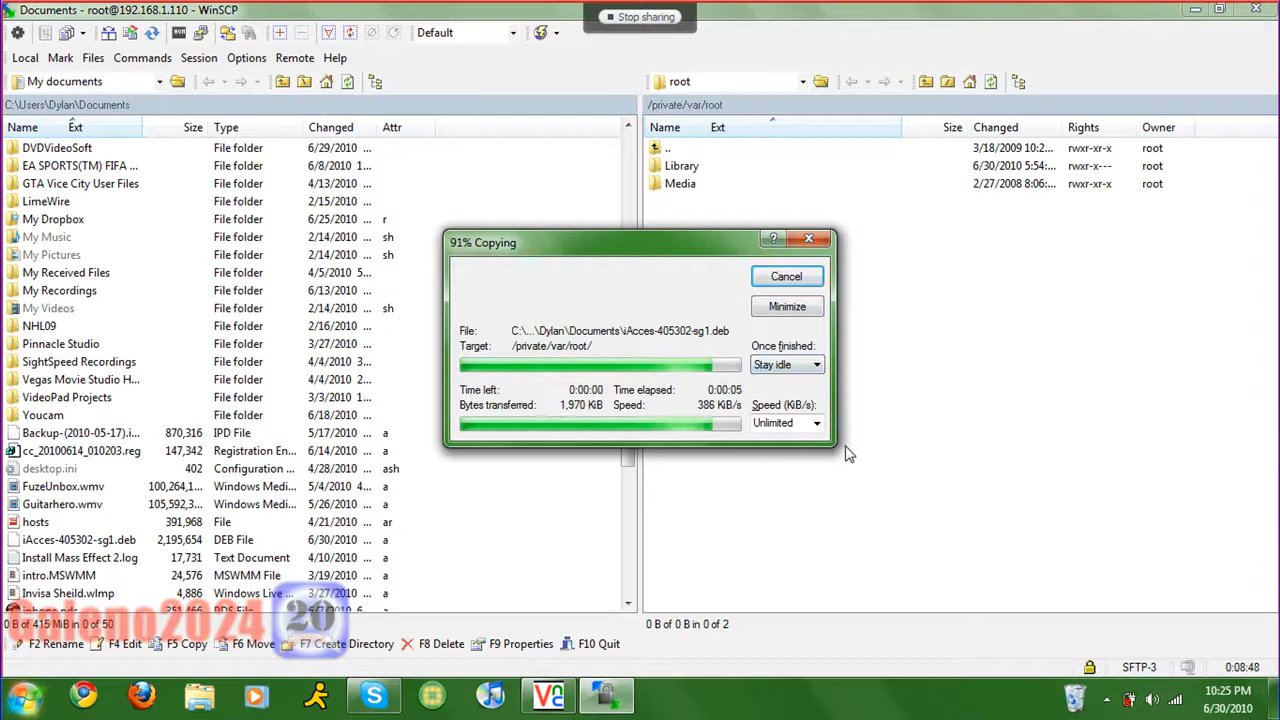 Documents - root@192.168.1.110 - WinSCP
Stop sharing
Default
Local Mark Files Commands Session Options Remote Help
My documents
root
C:\Users\Dylan\Documents
/private/var/root
Name Ext Size Type Changed Attr
Name Ext Size Changed Rights Owner
DVDVideoSoft File folder 6/29/2010 ...
EA SPORTS(TM) FIFA ... File folder 6/8/2010 1...
GTA Vice City User Files File folder 4/13/2010 ...
LimeWire File folder 2/15/2010 ...
My Dropbox File folder 6/25/2010 ... r
My Music File folder 2/14/2010 ... sh
My Pictures File folder 2/14/2010 ... sh
My Received Files File folder 4/5/2010 5...
My Recordings File folder 6/13/2010 ...
My Videos File folder 2/14/2010 ... sh
NHL09 File folder 2/16/2010 ...
Pinnacle Studio File folder 4/4/2010 8...
SightSpeed Recordings File folder 2/14/2010 ...
Vegas Movie Studio H... File folder 4/14/2010 ...
VideoPad Projects File folder 3/3/2010 4...
Youcam File folder 6/18/2010 ...
Backup-(2010-05-17).i... 870,316 IPD File 5/17/2010 ... a
cc_20100614_010203.reg 147,342 Registration En... 6/14/2010 ... a
desktop.ini 402 Configuration ... 4/28/2010 ... ash
FuzeUnbox.wmv 100,264,1... Windows Medi... 5/4/2010 4... a
Guitarhero.wmv 105,592,3... Windows Medi... 5/26/2010 ... a
hosts 391,968 File 4/21/2010 ... ar
iAcces-405302-sg1.deb 2,195,654 DEB File 6/30/2010 ... a
Install Mass Effect 2.log 17,731 Text Document 4/10/2010 ... a
intro.MSWMM 24,576 MSWMM File 3/19/2010 ... a
Invisa Sheild.wlmp 4,886 Windows Live ... 3/27/2010 ... a
.. 3/18/2009 10:2... rwxr-xr-x root
Library 6/30/2010 5:54:... rwxr-x--- root
Media 2/27/2008 8:06:... rwxr-xr-x root
91% Copying
Cancel
Minimize
File: C:\...\Dylan\Documents\iAcces-405302-sg1.deb
Target: /private/var/root/
Once finished:
Stay idle
Time left: 0:00:00 Time elapsed: 0:00:05
Bytes transferred: 1,970 KiB Speed: 386 KiB/s
Speed (KiB/s):
Unlimited
20
0 B of 415 MiB in 0 of 50
0 B of 0 B in 0 of 2
F2 Rename F4 Edit F5 Copy F6 Move F7 Create Directory F8 Delete F9 Properties F10 Quit
SFTP-3 0:08:48
10:25 PM
6/30/2010